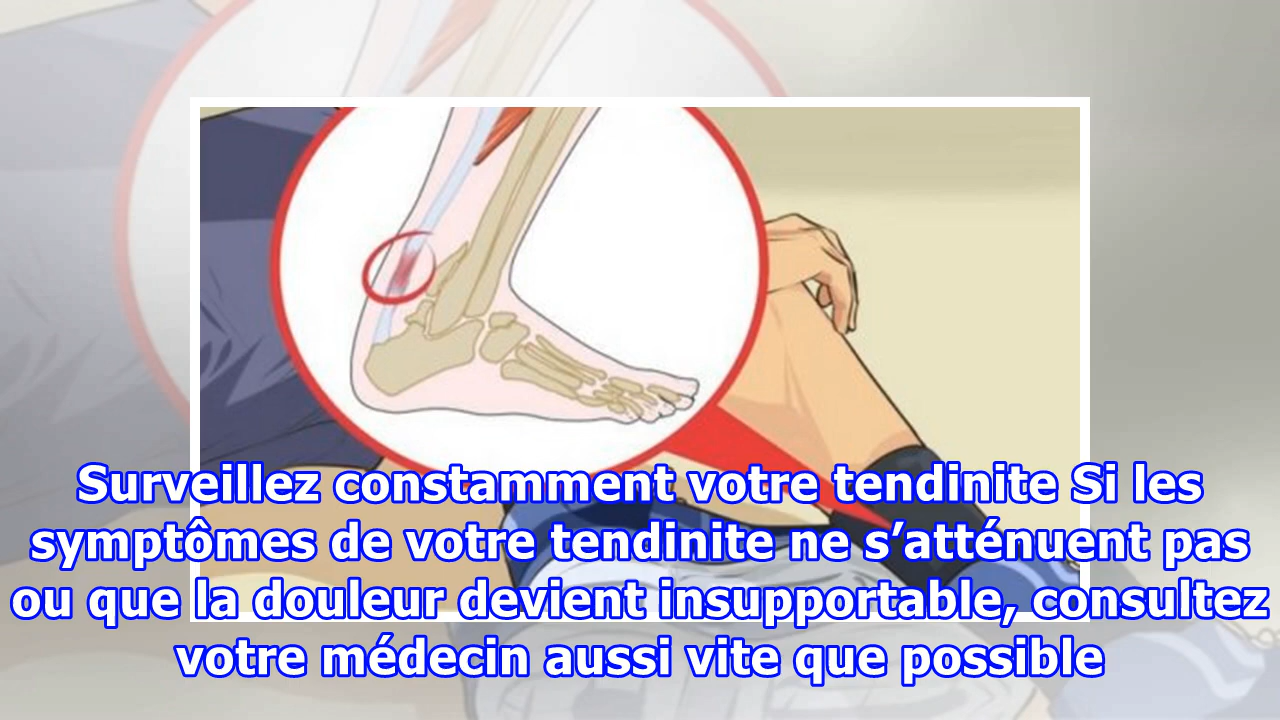 Surveillez constamment votre tendinite Si les
symptômes de votre tendinite ne s’atténuent pas
ou que la douleur devient insupportable, consultez
votre médecin aussi vite que possible